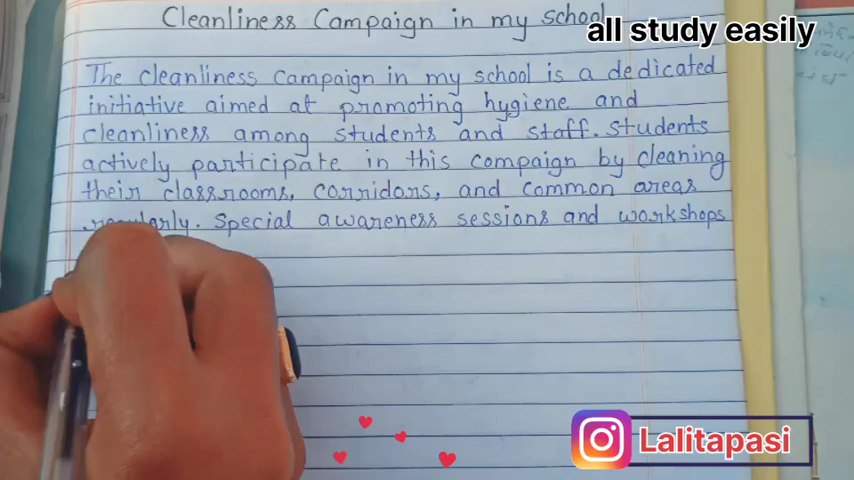 Cleanliness Campaign in my school
all study easily
The cleanliness campaign in my school is a dedicated
initiative aimed at promoting hygiene and
cleanliness among students and staff. Students
actively participate in this compaign by cleaning
their classrooms, corridors, and common areas
regularly. Special awareness sessions and workshops
Lalitapasi